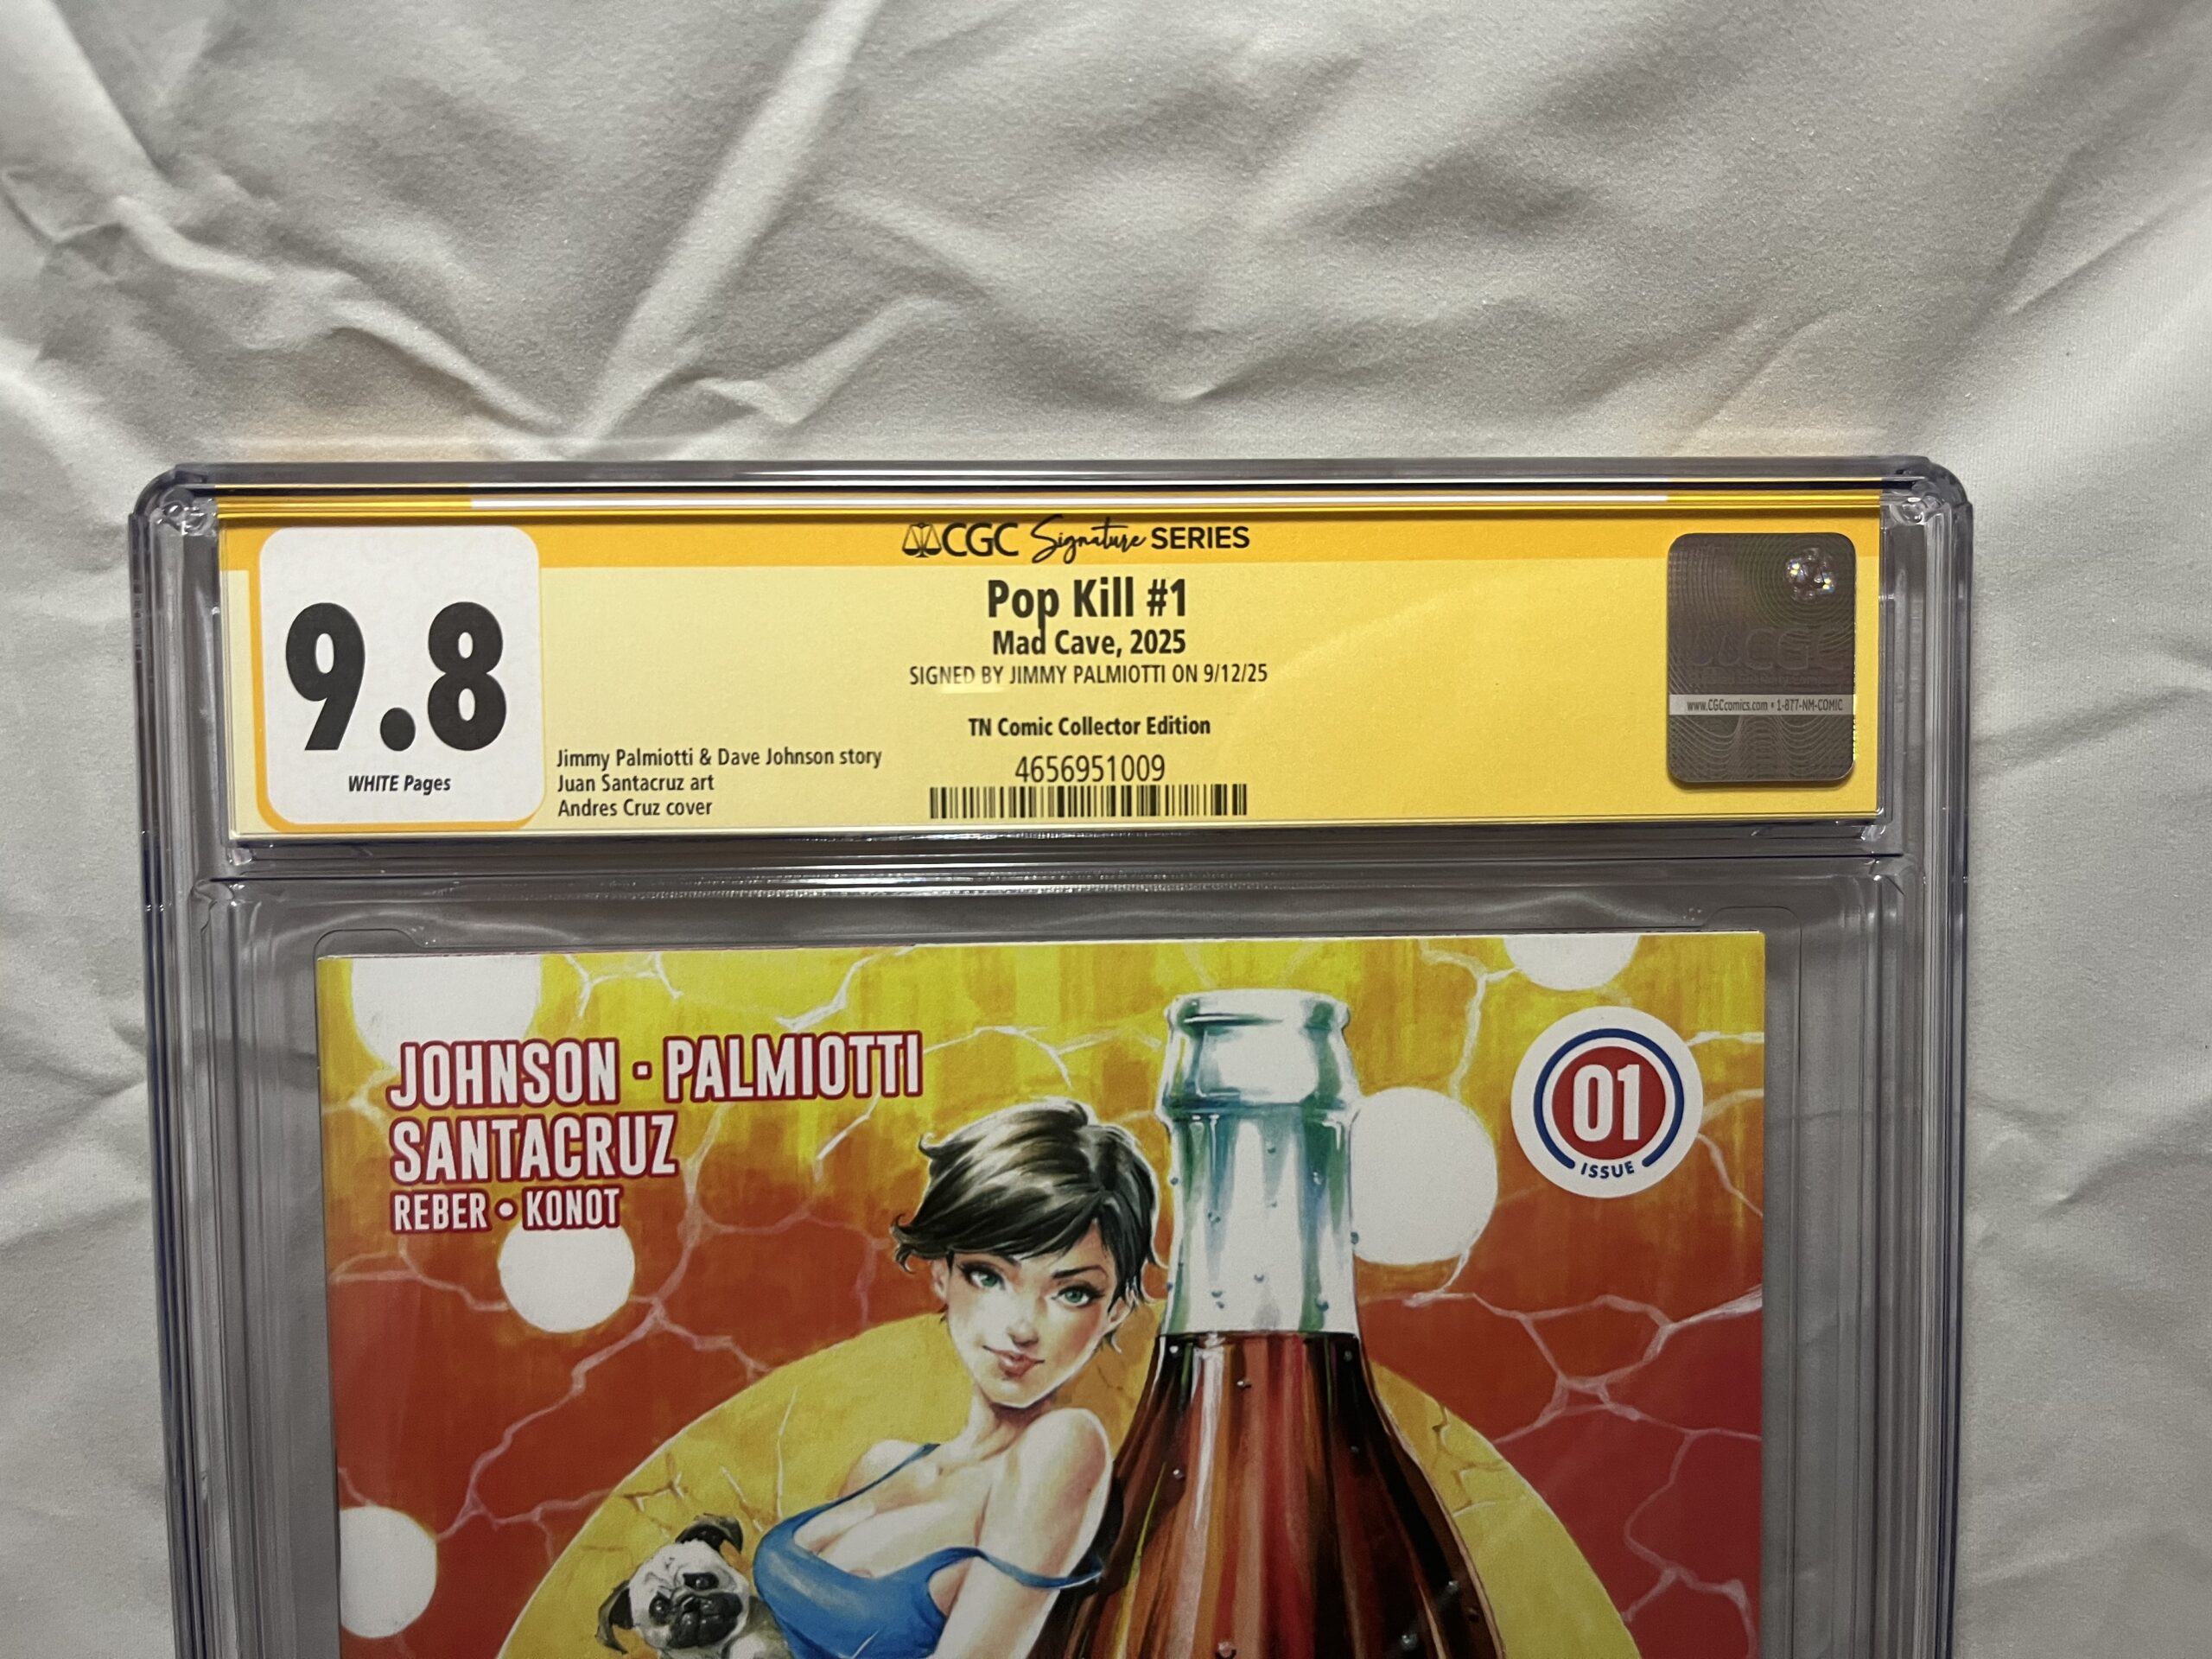 CGC Signature SERIES
9.8
WHITE Pages
Pop Kill #1
Mad Cave, 2025
SIGNED BY JIMMY PALMIOTTI ON 9/12/25
TN Comic Collector Edition
4656951009
Jimmy Palmiotti & Dave Johnson story
Juan Santacruz art
Andres Cruz cover
CGC
www.CGCcomics.com • 1-877-NM-COMIC
JOHNSON · PALMIOTTI
SANTACRUZ
REBER • KONOT
01
ISSUE